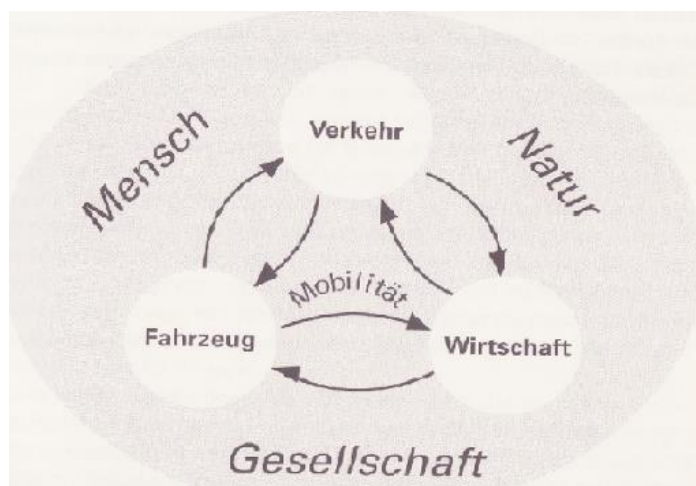 Verkehr
Mensch
Natur
Mobilität
Fahrzeug
Wirtschaft
Gesellschaft